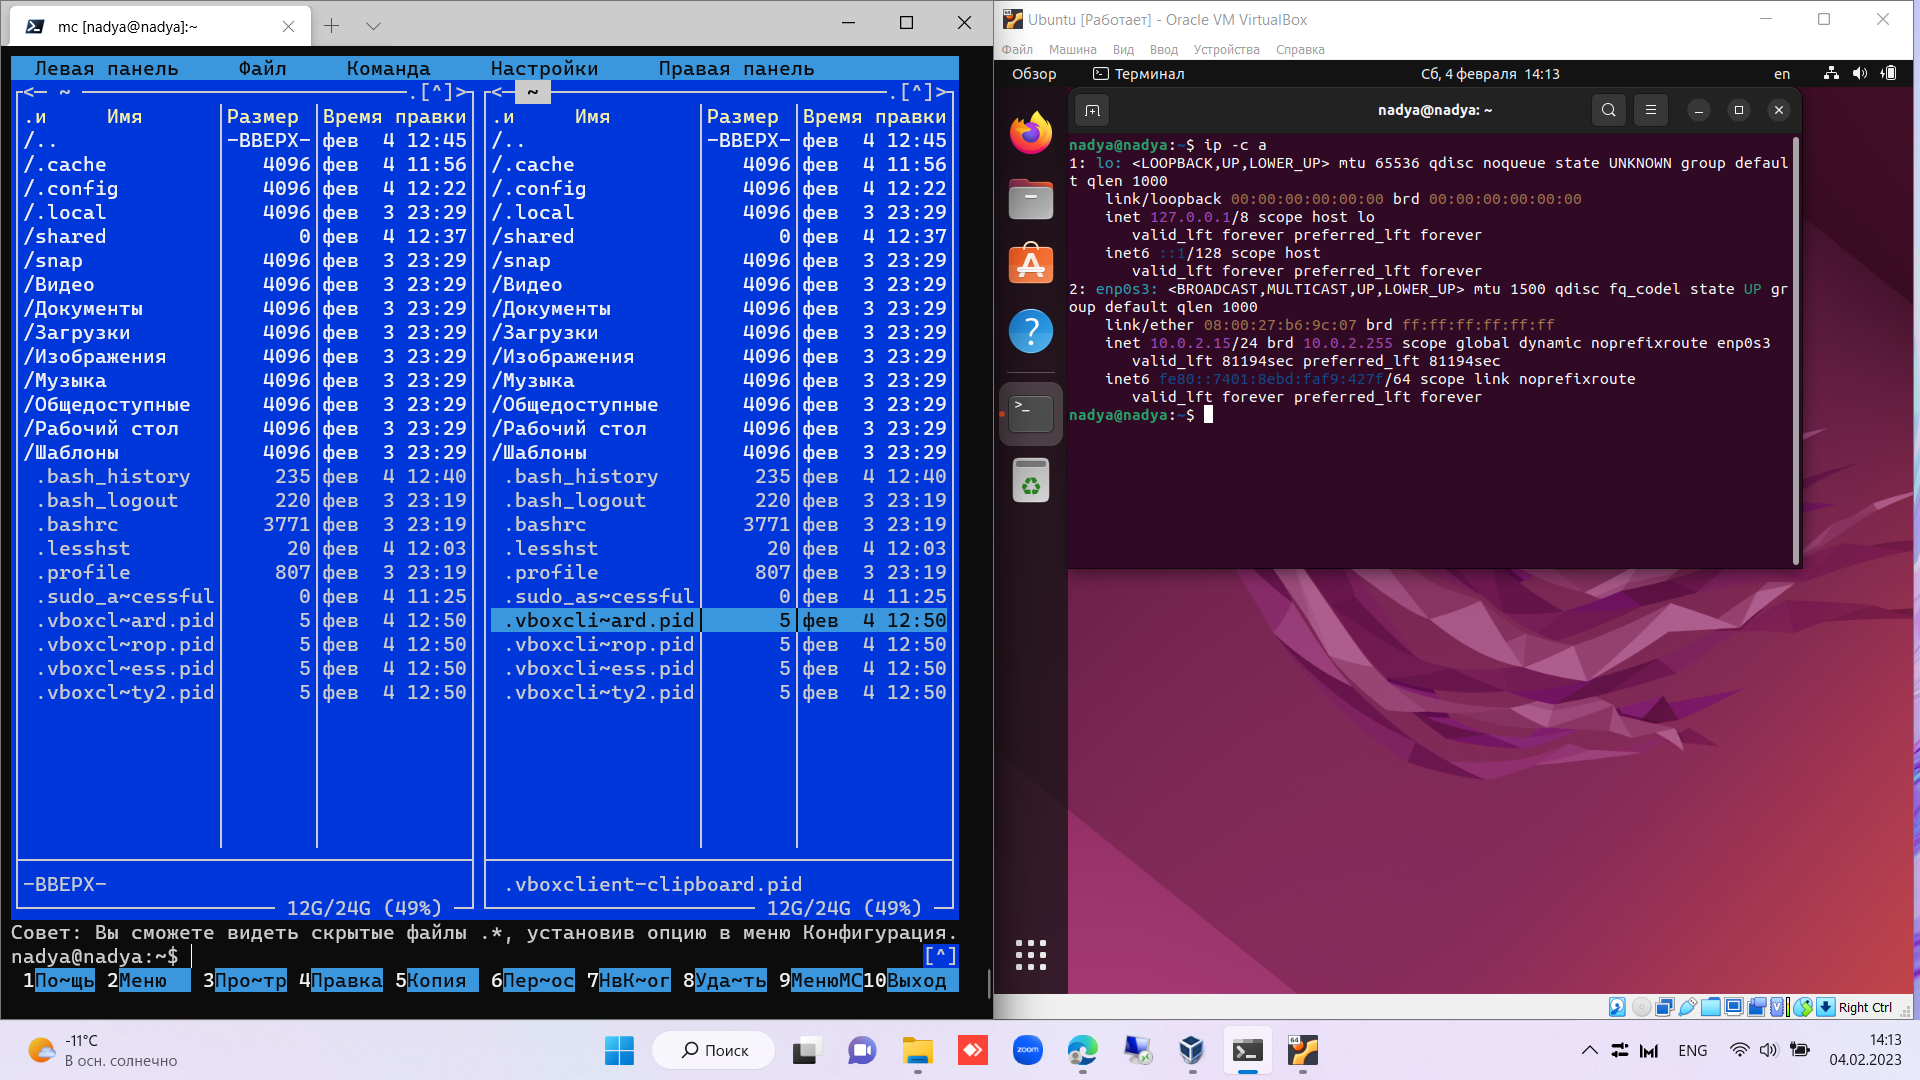 mc [nadya@nadya]:~
Левая панель Файл Команда Настройки Правая панель
<— ~ .[^]>
.и Имя Размер Время правки
/.. -ВВЕРХ- фев 4 12:45
/.cache 4096 фев 4 11:56
/.config 4096 фев 4 12:22
/.local 4096 фев 3 23:29
/shared 0 фев 4 12:37
/snap 4096 фев 3 23:29
/Видео 4096 фев 3 23:29
/Документы 4096 фев 3 23:29
/Загрузки 4096 фев 3 23:29
/Изображения 4096 фев 3 23:29
/Музыка 4096 фев 3 23:29
/Общедоступные 4096 фев 3 23:29
/Рабочий стол 4096 фев 3 23:29
/Шаблоны 4096 фев 3 23:29
.bash_history 235 фев 4 12:40
.bash_logout 220 фев 3 23:19
.bashrc 3771 фев 3 23:19
.lesshst 20 фев 4 12:03
.profile 807 фев 3 23:19
.sudo_a~cessful 0 фев 4 11:25
.vboxcl~ard.pid 5 фев 4 12:50
.vboxcl~rop.pid 5 фев 4 12:50
.vboxcl~ess.pid 5 фев 4 12:50
.vboxcl~ty2.pid 5 фев 4 12:50
-ВВЕРХ-
12G/24G (49%)
<— ~ .[^]>
.и Имя Размер Время правки
/.. -ВВЕРХ- фев 4 12:45
/.cache 4096 фев 4 11:56
/.config 4096 фев 4 12:22
/.local 4096 фев 3 23:29
/shared 0 фев 4 12:37
/snap 4096 фев 3 23:29
/Видео 4096 фев 3 23:29
/Документы 4096 фев 3 23:29
/Загрузки 4096 фев 3 23:29
/Изображения 4096 фев 3 23:29
/Музыка 4096 фев 3 23:29
/Общедоступные 4096 фев 3 23:29
/Рабочий стол 4096 фев 3 23:29
/Шаблоны 4096 фев 3 23:29
.bash_history 235 фев 4 12:40
.bash_logout 220 фев 3 23:19
.bashrc 3771 фев 3 23:19
.lesshst 20 фев 4 12:03
.profile 807 фев 3 23:19
.sudo_as~cessful 0 фев 4 11:25
.vboxcli~ard.pid 5 фев 4 12:50
.vboxcli~rop.pid 5 фев 4 12:50
.vboxcli~ess.pid 5 фев 4 12:50
.vboxcli~ty2.pid 5 фев 4 12:50
.vboxclient-clipboard.pid
12G/24G (49%)
Совет: Вы сможете видеть скрытые файлы .*, установив опцию в меню Конфигурация.
nadya@nadya:~$ [^]
1По~щь 2Меню 3Про~тр 4Правка 5Копия 6Пер~ос 7НвК~ог 8Уда~ть 9МенюМС10Выход
Ubuntu [Работает] - Oracle VM VirtualBox
Файл Машина Вид Ввод Устройства Справка
Обзор Терминал Сб, 4 февраля 14:13 en
nadya@nadya: ~
nadya@nadya:~$ ip -c a
1: lo: <LOOPBACK,UP,LOWER_UP> mtu 65536 qdisc noqueue state UNKNOWN group defaul
t qlen 1000
link/loopback 00:00:00:00:00:00 brd 00:00:00:00:00:00
inet 127.0.0.1/8 scope host lo
valid_lft forever preferred_lft forever
inet6 ::1/128 scope host
valid_lft forever preferred_lft forever
2: enp0s3: <BROADCAST,MULTICAST,UP,LOWER_UP> mtu 1500 qdisc fq_codel state UP gr
oup default qlen 1000
link/ether 08:00:27:b6:9c:07 brd ff:ff:ff:ff:ff:ff
inet 10.0.2.15/24 brd 10.0.2.255 scope global dynamic noprefixroute enp0s3
valid_lft 81194sec preferred_lft 81194sec
inet6 fe80::7401:8ebd:faf9:427f/64 scope link noprefixroute
valid_lft forever preferred_lft forever
nadya@nadya:~$
Right Ctrl
-11°C
В осн. солнечно
Поиск
zoom
64
ENG
14:13
04.02.2023